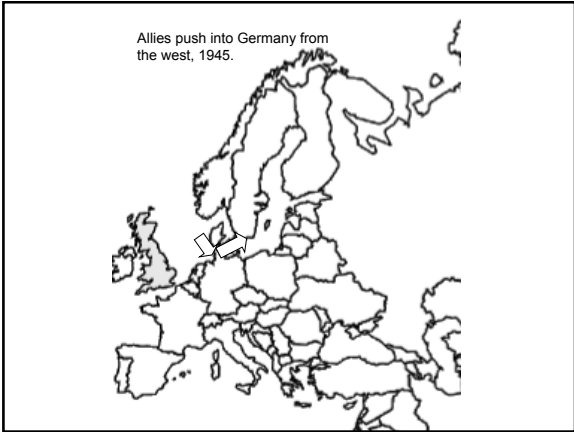 Allies push into Germany from
the west, 1945.